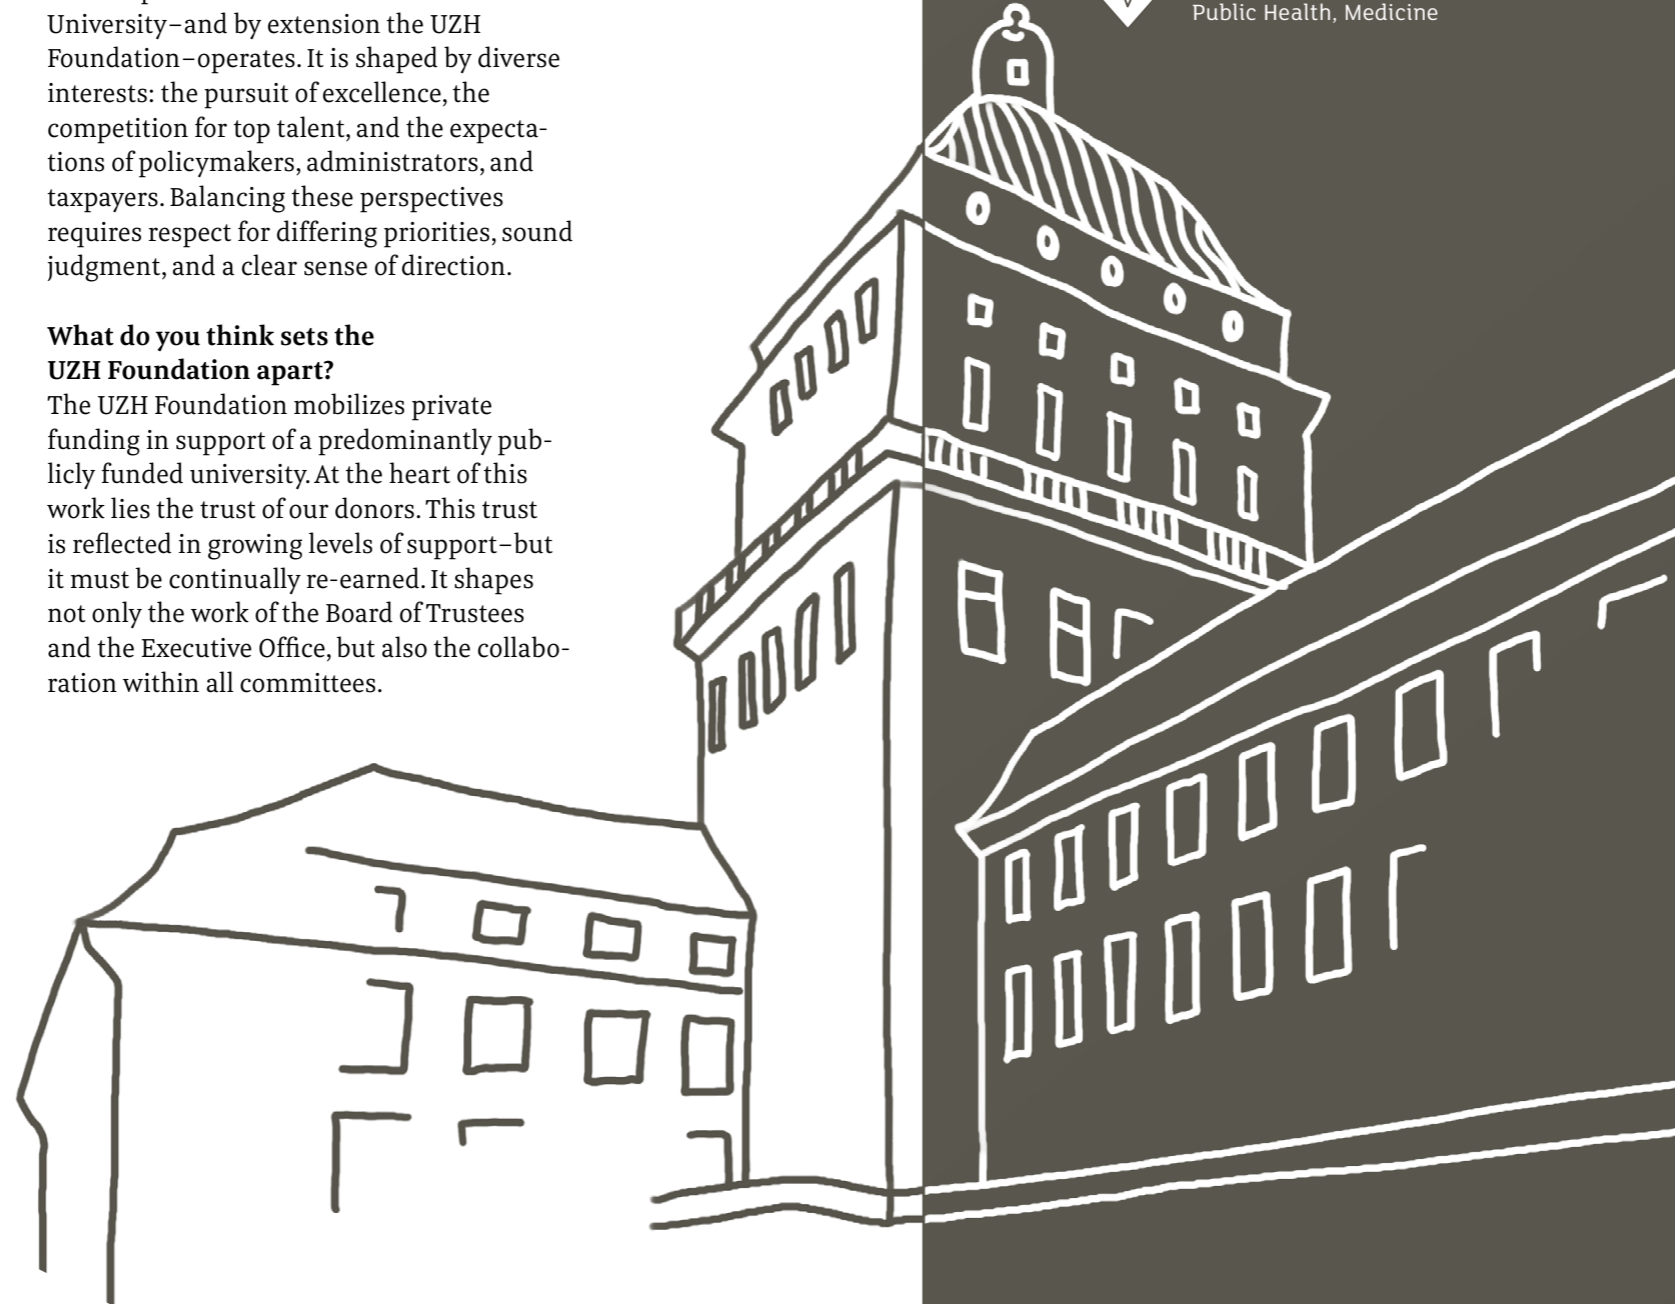 University–and by extension the UZH
Foundation–operates. It is shaped by diverse
interests: the pursuit of excellence, the
competition for top talent, and the expecta-
tions of policymakers, administrators, and
taxpayers. Balancing these perspectives
requires respect for differing priorities, sound
judgment, and a clear sense of direction.
What do you think sets the
UZH Foundation apart?
The UZH Foundation mobilizes private
funding in support of a predominantly pub-
licly funded university. At the heart of this
work lies the trust of our donors. This trust
is reflected in growing levels of support–but
it must be continually re-earned. It shapes
not only the work of the Board of Trustees
and the Executive Office, but also the collabo-
ration within all committees.
Public Health, Medicine